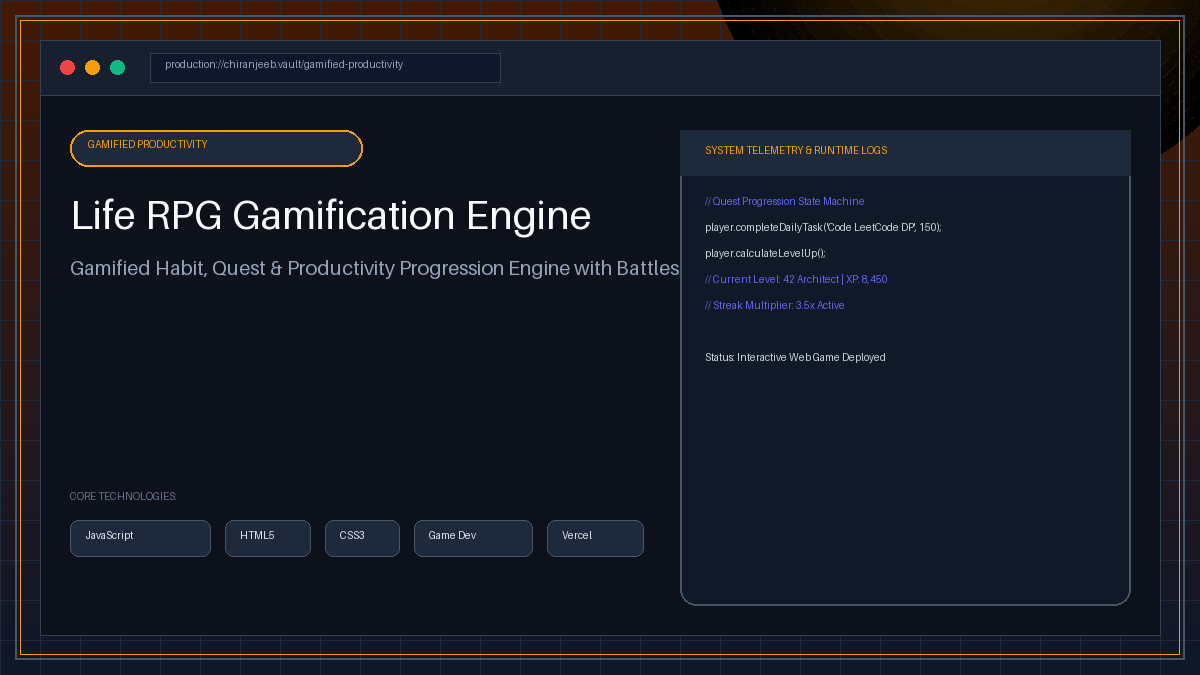 production://chiranjeeb.vault/gamified-productivity
GAMIFIED PRODUCTIVITY
Life RPG Gamification Engine
Gamified Habit, Quest & Productivity Progression Engine with Battles
CORE TECHNOLOGIES:
JavaScript
HTML5
CSS3
Game Dev
Vercel
SYSTEM TELEMETRY & RUNTIME LOGS
// Quest Progression State Machine
player.completeDailyTask('Code LeetCode DP', 150);
player.calculateLevelUp();
// Current Level: 42 Architect | XP: 8,450
// Streak Multiplier: 3.5x Active
Status: Interactive Web Game Deployed